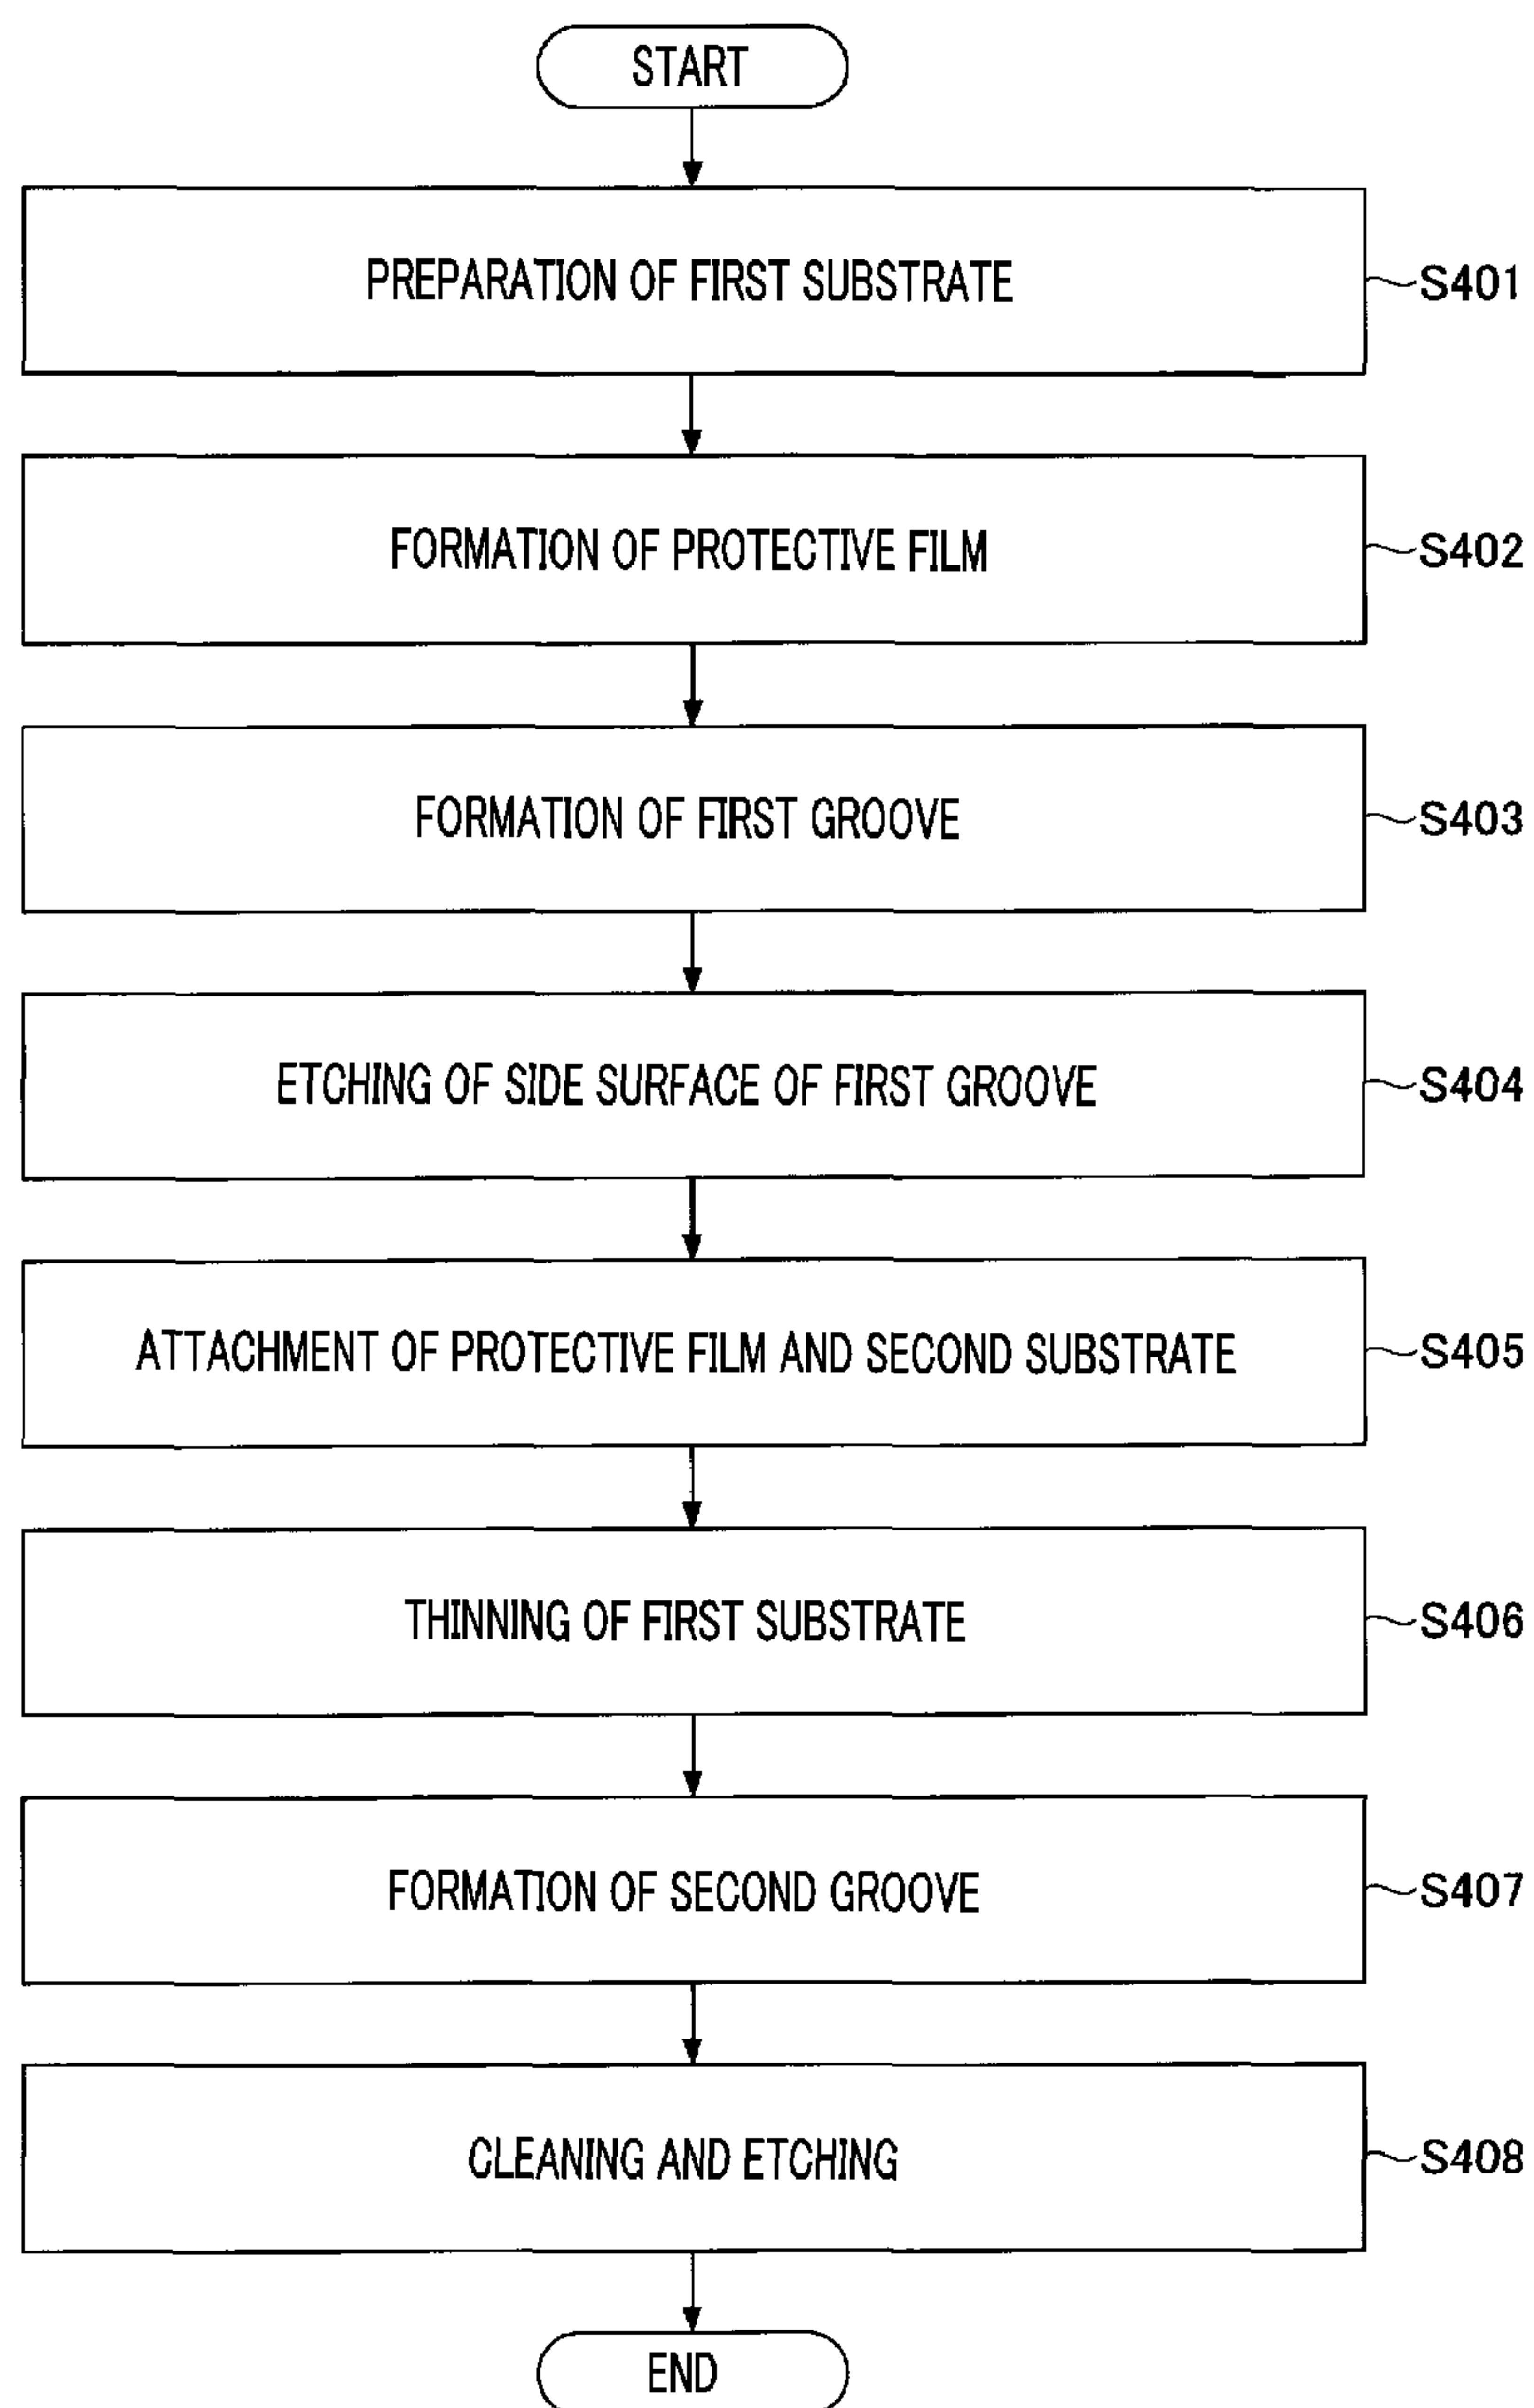 START
PREPARATION OF FIRST SUBSTRATE
S401
FORMATION OF PROTECTIVE FILM
S402
FORMATION OF FIRST GROOVE
S403
ETCHING OF SIDE SURFACE OF FIRST GROOVE
S404
ATTACHMENT OF PROTECTIVE FILM AND SECOND SUBSTRATE
S405
THINNING OF FIRST SUBSTRATE
S406
FORMATION OF SECOND GROOVE
S407
CLEANING AND ETCHING
S408
END